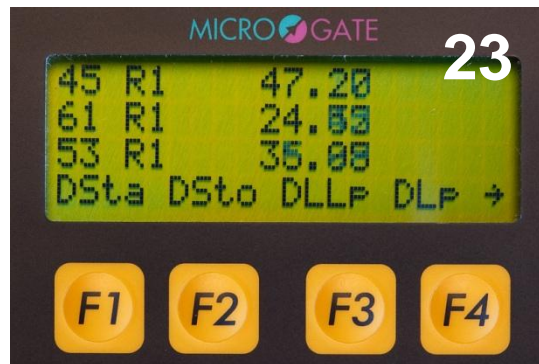 MICROGATE
23
45 R1 47.20
61 R1
53 R1
DSta DSto DLLp DLp →
F1 F2 F3 F4